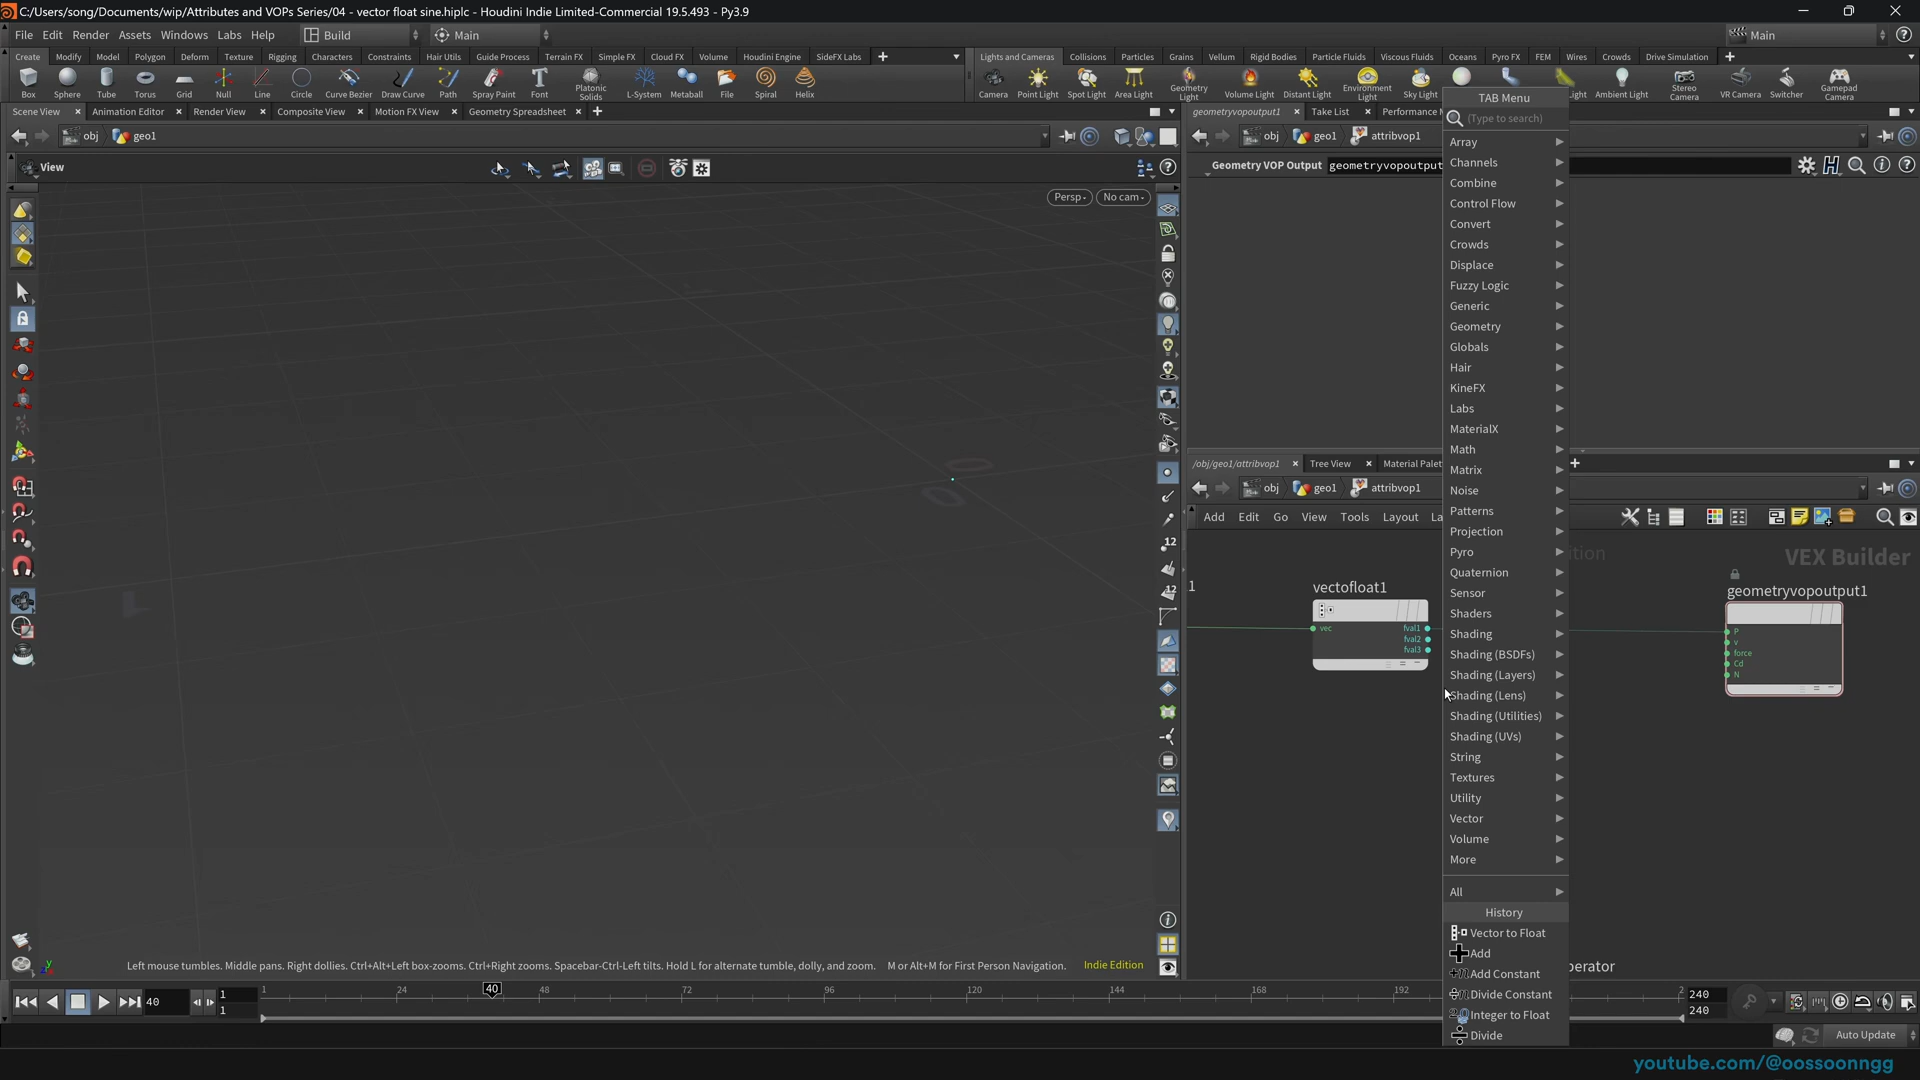 C:/Users/song/Documents/wip/Attributes and VOPs Series/04 - vector float sine.hiplc - Houdini Indie Limited-Commercial 19.5.493 - Py3.9
File Edit Render Assets Windows Labs Help Build Main Main
Create Modify Model Polygon Deform Texture Rigging Characters Constraints Hair Utils Guide Process Terrain FX Simple FX Cloud FX Volume Houdini Engine SideFX Labs
Lights and Cameras Collisions Particles Grains Vellum Rigid Bodies Particle Fluids Viscous Fluids Oceans Pyro FX FEM Wires Crowds Drive Simulation
Box Sphere Tube Torus Grid Null Line Circle Curve Bezier Draw Curve Path Spray Paint Font Platonic Solids L-System Metaball File Spiral Helix
Camera Point Light Spot Light Area Light Geometry Light Volume Light Distant Light Environment Light Sky Light Ambient Light Stereo Camera VR Camera Switcher Gamepad Camera
Scene View Animation Editor Render View Composite View Motion FX View Geometry Spreadsheet
geometryvopoutput1 Take List Performance M
obj geo1
obj geo1 attribvop1
View
Geometry VOP Output geometryvopoutput
Persp No cam
TAB Menu
(Type to search)
Array
Channels
Combine
Control Flow
Convert
Crowds
Displace
Fuzzy Logic
Generic
Geometry
Globals
Hair
KineFX
Labs
MaterialX
Math
Matrix
Noise
Patterns
Projection
Pyro
Quaternion
Sensor
Shaders
Shading
Shading (BSDFs)
Shading (Layers)
Shading (Lens)
Shading (Utilities)
Shading (UVs)
String
Textures
Utility
Vector
Volume
More
All
History
Vector to Float
Add
Add Constant
Divide Constant
Integer to Float
Divide
/obj/geo1/attribvop1 Tree View Material Palet
obj geo1 attribvop1
Add Edit Go View Tools Layout La
VEX Builder
1
vectofloat1
vec fval1
fval2
fval3
geometryvopoutput1
P
v
force
Cd
N
perator
12
12
Left mouse tumbles. Middle pans. Right dollies. Ctrl+Alt+Left box-zooms. Ctrl+Right zooms. Spacebar-Ctrl-Left tilts. Hold L for alternate tumble, dolly, and zoom. M or Alt+M for First Person Navigation. Indie Edition
40 1 1 1 24 40 48 72 96 120 144 168 192 2 240 240
Auto Update
youtube.com/@oossoonngg